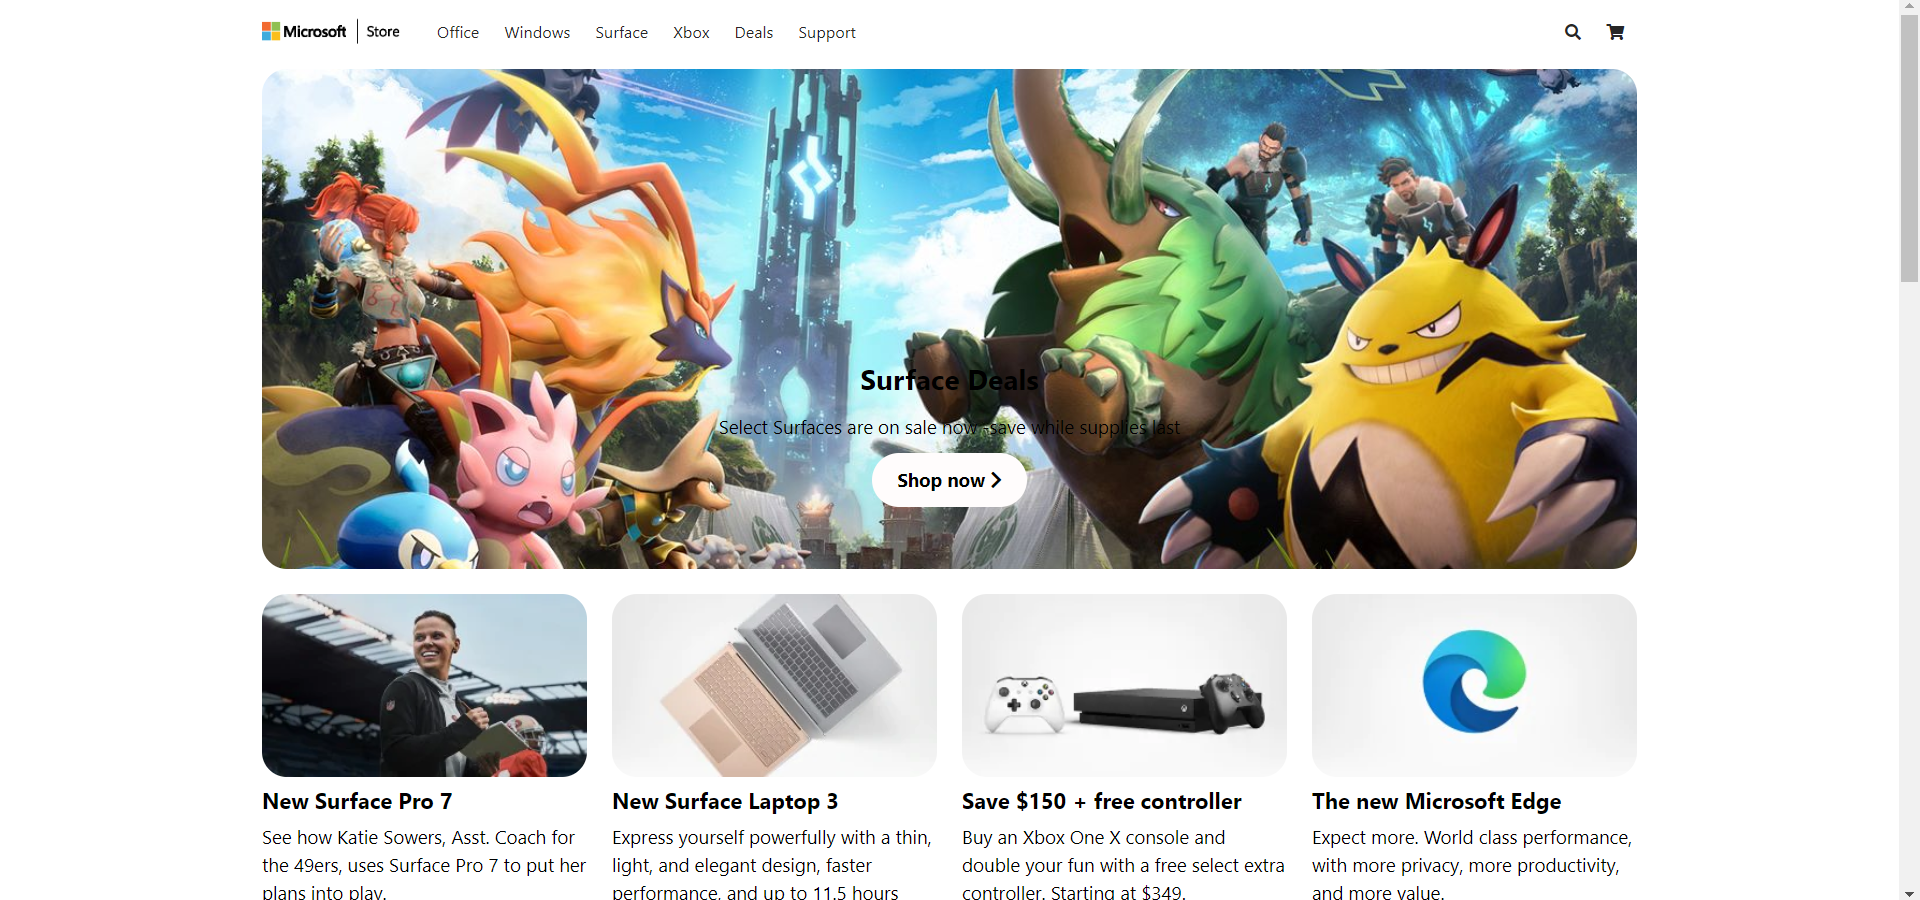 Microsoft | Store
Office Windows Surface Xbox Deals Support
Surface Deals
Select Surfaces are on sale now -save while supplies last
Shop now
New Surface Pro 7
See how Katie Sowers, Asst. Coach for
the 49ers, uses Surface Pro 7 to put her
plans into play.
New Surface Laptop 3
Express yourself powerfully with a thin,
light, and elegant design, faster
performance, and up to 11.5 hours
Save $150 + free controller
Buy an Xbox One X console and
double your fun with a free select extra
controller. Starting at $349.
The new Microsoft Edge
Expect more. World class performance,
with more privacy, more productivity,
and more value.